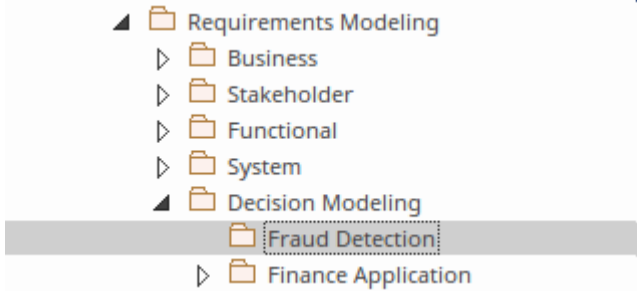 Requirements Modeling
Business
Stakeholder
Functional
System
Decision Modeling
Fraud Detection
Finance Application